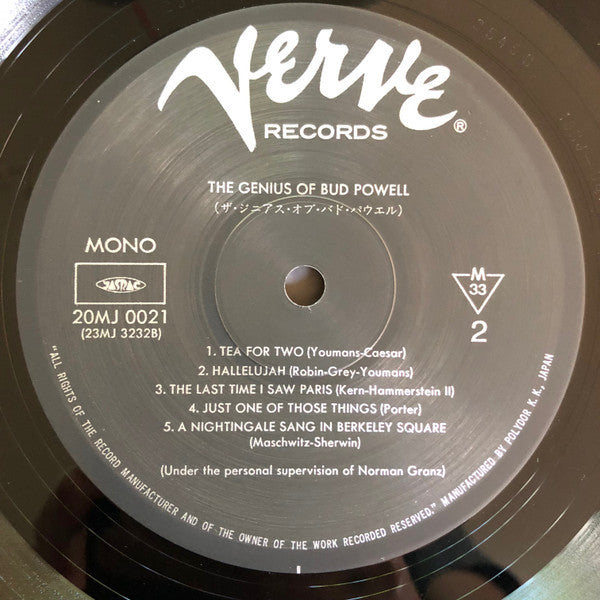 VERVE
RECORDS ®
THE GENIUS OF BUD POWELL
(ザ・ジニアス・オブ・バド・パウエル)
MONO
JASRAC
20MJ 0021
(23MJ 3232B)
M
33
2
1. TEA FOR TWO (Youmans-Caesar)
2. HALLELUJAH (Robin-Grey-Youmans)
3. THE LAST TIME I SAW PARIS (Kern-Hammerstein II)
4. JUST ONE OF THOSE THINGS (Porter)
5. A NIGHTINGALE SANG IN BERKELEY SQUARE
(Maschwitz-Sherwin)
(Under the personal supervision of Norman Granz)
"ALL RIGHTS OF THE RECORD MANUFACTURER AND OF THE OWNER OF THE WORK RECORDED RESERVED." MANUFACTURED BY POLYDOR K. K., JAPAN